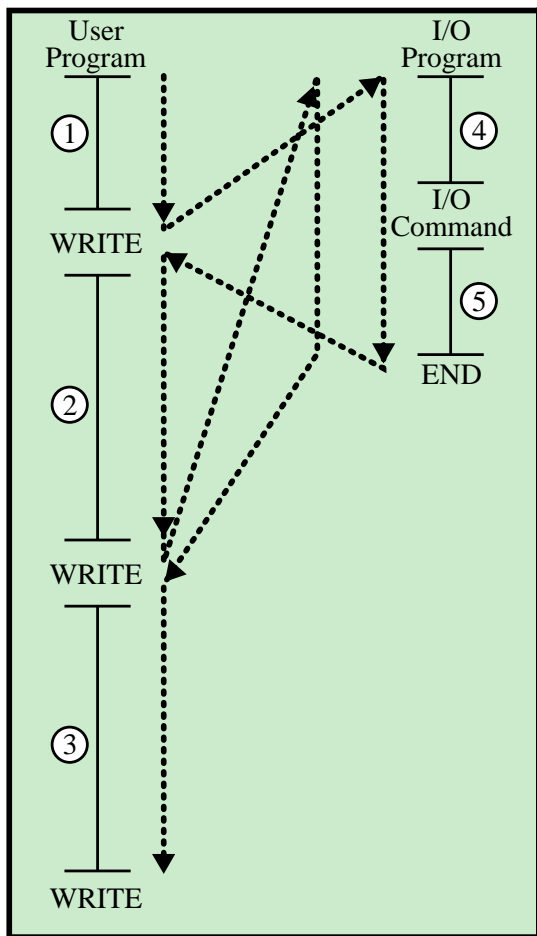 User
Program
1
WRITE
2
WRITE
3
WRITE
I/O
Program
4
I/O
Command
5
END